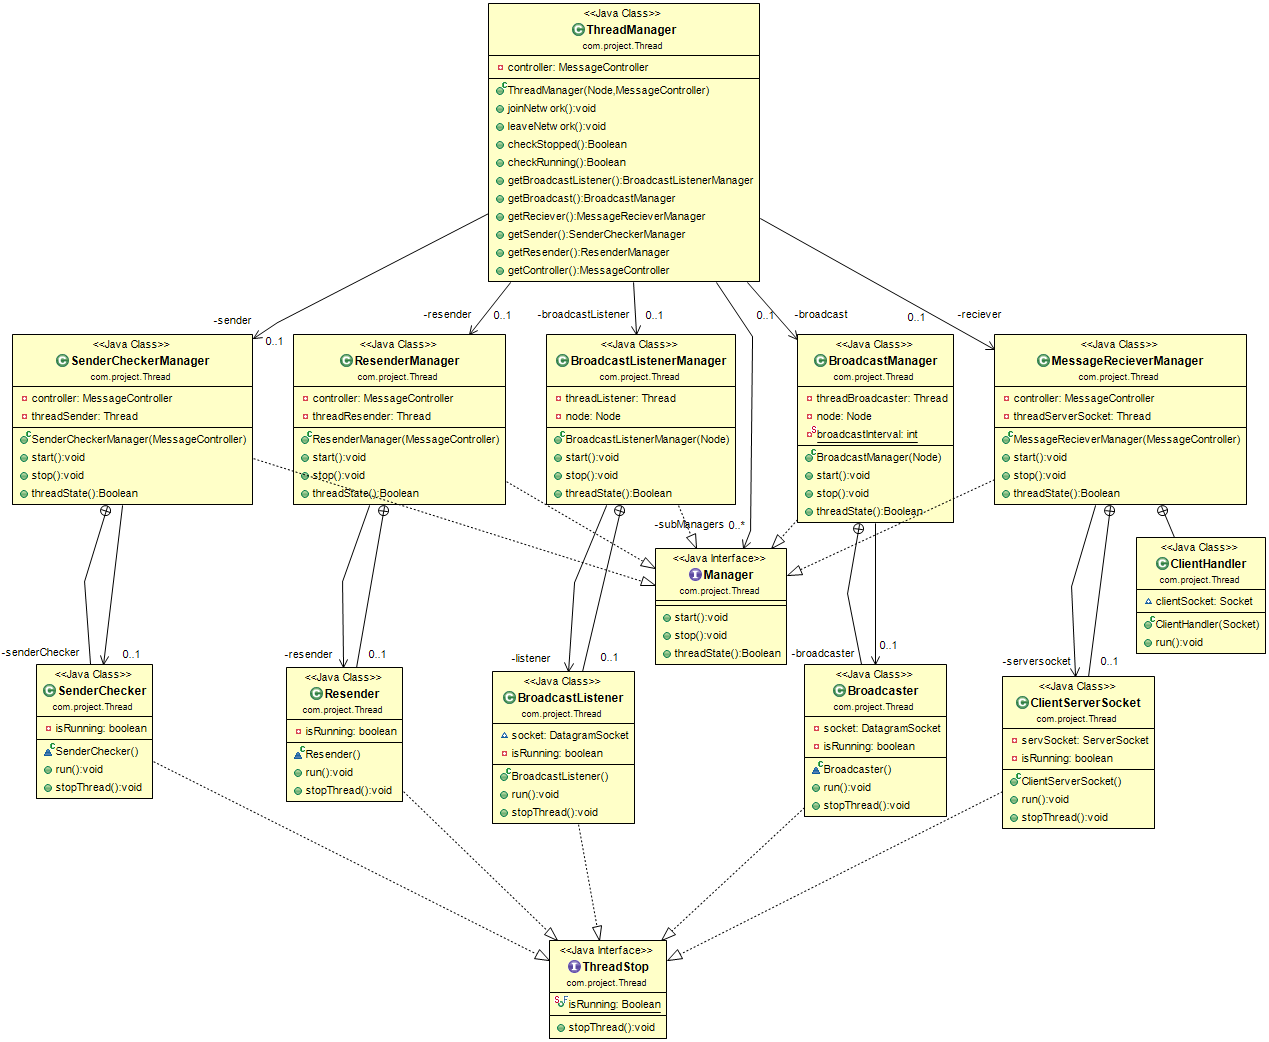 <<Java Class>>
ThreadManager
com.project.Thread
controller: MessageController
ThreadManager(Node,MessageController)
joinNetw ork():void
leaveNetw ork():void
checkStopped():Boolean
checkRunning():Boolean
getBroadcastListener():BroadcastListenerManager
getBroadcast():BroadcastManager
getReciever():MessageRecieverManager
getSender():SenderCheckerManager
getResender():ResenderManager
getController():MessageController
-sender
0..1
-resender
0..1
-broadcastListener
0..1
0..1
-broadcast
0..1
-reciever
<<Java Class>>
SenderCheckerManager
com.project.Thread
controller: MessageController
threadSender: Thread
SenderCheckerManager(MessageController)
start():void
stop():void
threadState():Boolean
<<Java Class>>
ResenderManager
com.project.Thread
controller: MessageController
threadResender: Thread
ResenderManager(MessageController)
start():void
stop():void
threadState():Boolean
<<Java Class>>
BroadcastListenerManager
com.project.Thread
threadListener: Thread
node: Node
BroadcastListenerManager(Node)
start():void
stop():void
threadState():Boolean
<<Java Class>>
BroadcastManager
com.project.Thread
threadBroadcaster: Thread
node: Node
S
broadcastInterval: int
BroadcastManager(Node)
start():void
stop():void
threadState():Boolean
<<Java Class>>
MessageRecieverManager
com.project.Thread
controller: MessageController
threadServerSocket: Thread
MessageRecieverManager(MessageController)
start():void
stop():void
threadState():Boolean
-subManagers 0..*
<<Java Interface>>
Manager
com.project.Thread
start():void
stop():void
threadState():Boolean
<<Java Class>>
ClientHandler
com.project.Thread
clientSocket: Socket
ClientHandler(Socket)
run():void
-senderChecker
0..1
-resender
0..1
-listener
0..1
-broadcaster
0..1
-serversocket
0..1
<<Java Class>>
SenderChecker
com.project.Thread
isRunning: boolean
SenderChecker()
run():void
stopThread():void
<<Java Class>>
Resender
com.project.Thread
isRunning: boolean
Resender()
run():void
stopThread():void
<<Java Class>>
BroadcastListener
com.project.Thread
socket: DatagramSocket
isRunning: boolean
BroadcastListener()
run():void
stopThread():void
<<Java Class>>
Broadcaster
com.project.Thread
socket: DatagramSocket
isRunning: boolean
Broadcaster()
run():void
stopThread():void
<<Java Class>>
ClientServerSocket
com.project.Thread
servSocket: ServerSocket
isRunning: boolean
ClientServerSocket()
run():void
stopThread():void
<<Java Interface>>
ThreadStop
com.project.Thread
S F
isRunning: Boolean
stopThread():void